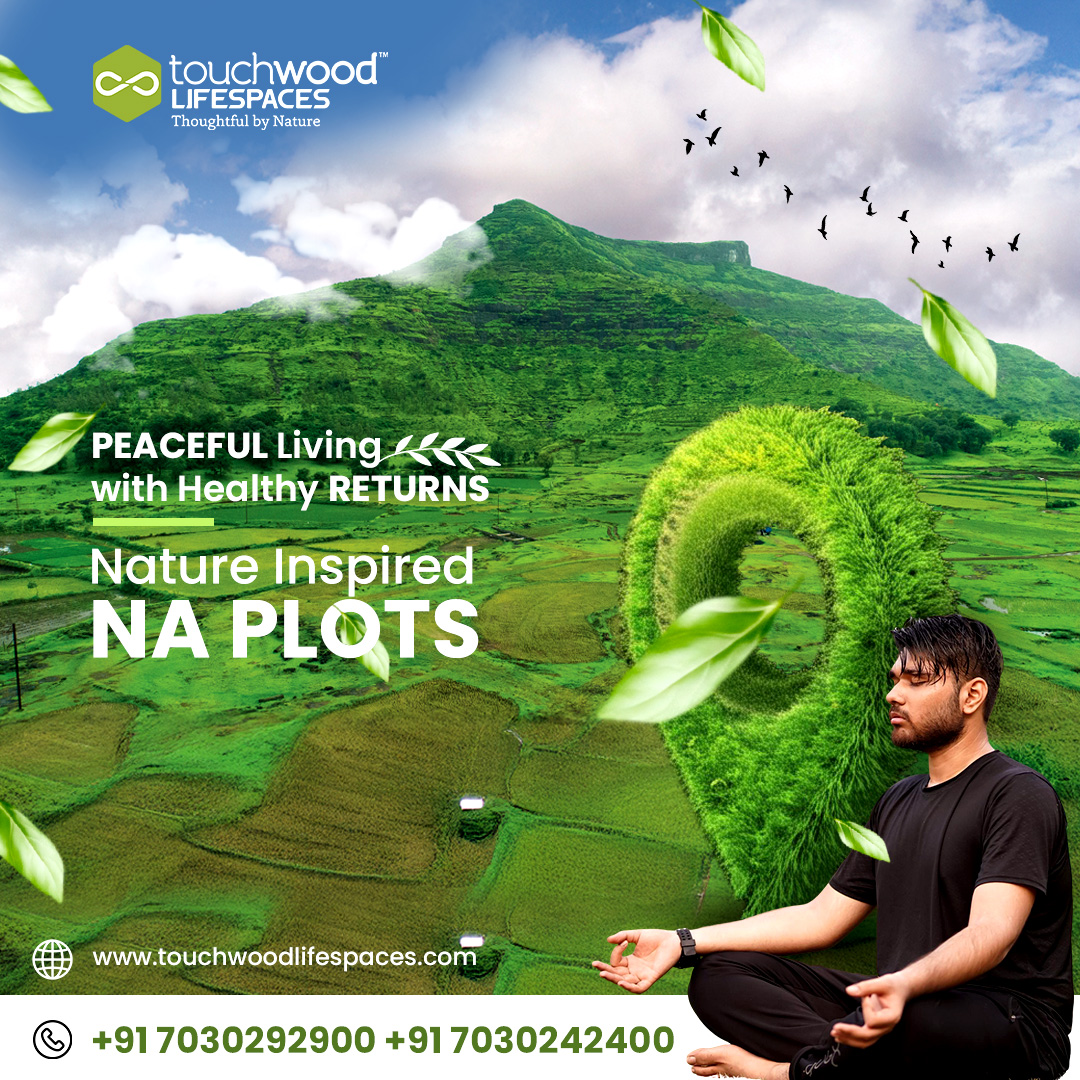 touchwood™
LIFESPACES
Thoughtful by Nature
PEACEFUL Living
with Healthy RETURNS
Nature Inspired
NA PLOTS
www.touchwoodlifespaces.com
+91 7030292900 +91 7030242400